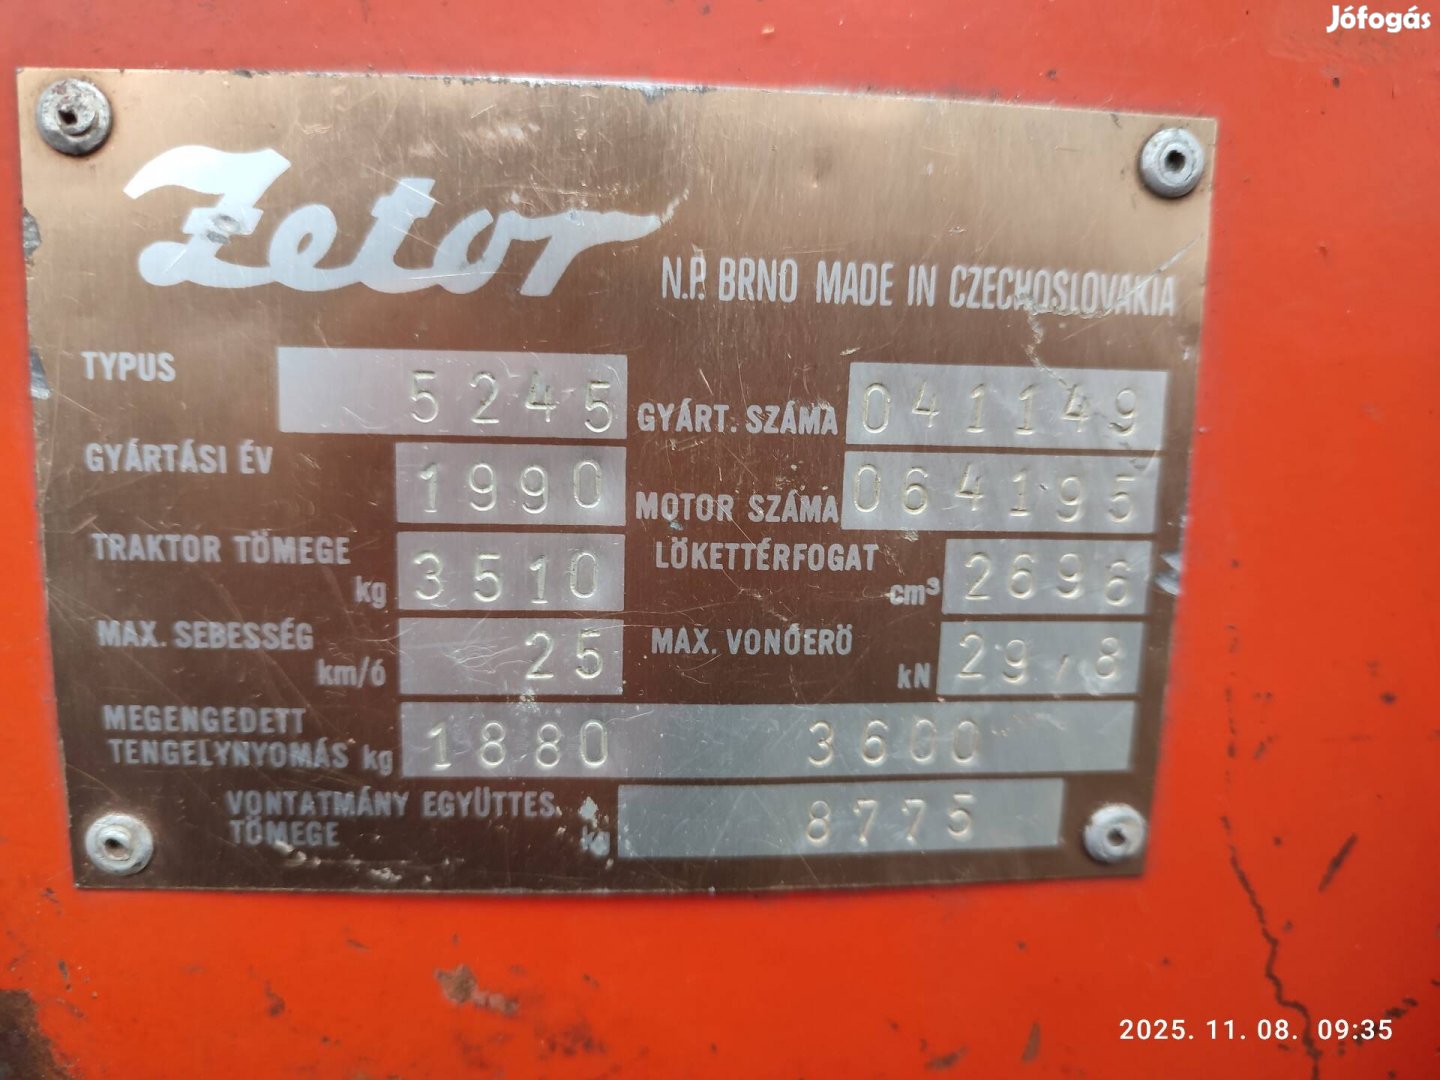 Jófogás
Zetor
N.P. BRNO MADE IN CZECHOSLOVAKIA
TYPUS 5245
GYÁRT. SZÁMA 041149
GYÁRTÁSI ÉV 1990
MOTOR SZÁMA 064195
TRAKTOR TÖMEGE kg 3510
LÖKETTÉRFOGAT cm³ 2696
MAX. SEBESSÉG km/ó 25
MAX. VONÓERÖ kN 29,8
MEGENGEDETT
TENGELYNYOMÁS kg 1880 3600
VONTATMÁNY EGYÜTTES.
TÖMEGE kg 8775
2025. 11. 08. 09:35